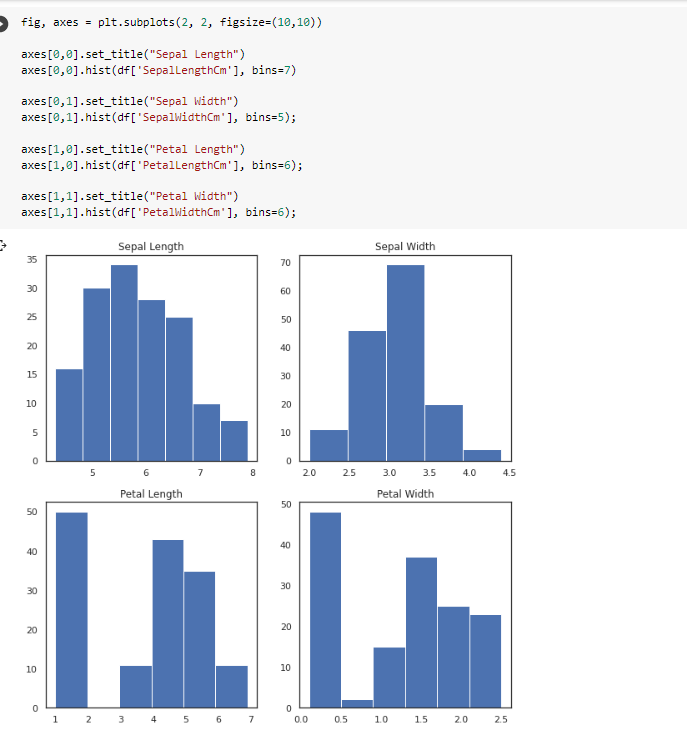 fig, axes = plt.subplots(2, 2, figsize=(10,10))
axes[0,0].set_title("Sepal Length")
axes[0,0].hist(df['SepalLengthCm'], bins=7)
axes[0,1].set_title("Sepal Width")
axes[0,1].hist(df['SepalWidthCm'], bins=5);
axes[1,0].set_title("Petal Length")
axes[1,0].hist(df['PetalLengthCm'], bins=6);
axes[1,1].set_title("Petal Width")
axes[1,1].hist(df['PetalWidthCm'], bins=6);
Sepal Length
35
30
25
20
15
10
5
0
5 6 7 8
Sepal Width
70
60
50
40
30
20
10
0
2.0 2.5 3.0 3.5 4.0 4.5
Petal Length
50
40
30
20
10
0
1 2 3 4 5 6 7
Petal Width
50
40
30
20
10
0
0.0 0.5 1.0 1.5 2.0 2.5